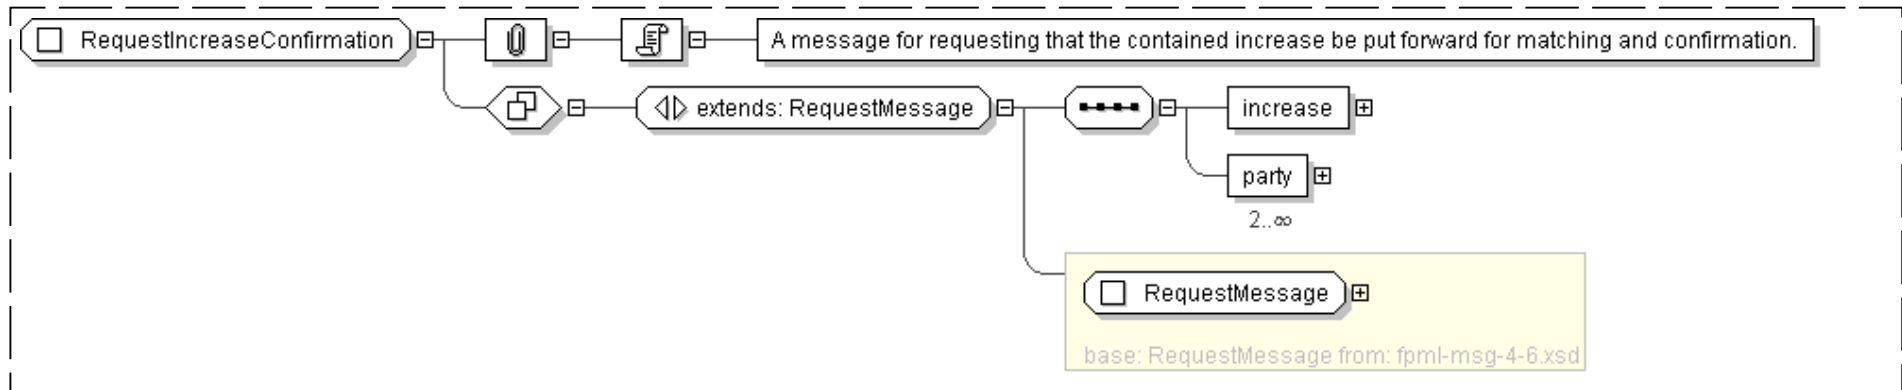 RequestIncreaseConfirmation
A message for requesting that the contained increase be put forward for matching and confirmation.
extends: RequestMessage
increase
party
2..∞
RequestMessage
base: RequestMessage from: fpml-msg-4-6.xsd